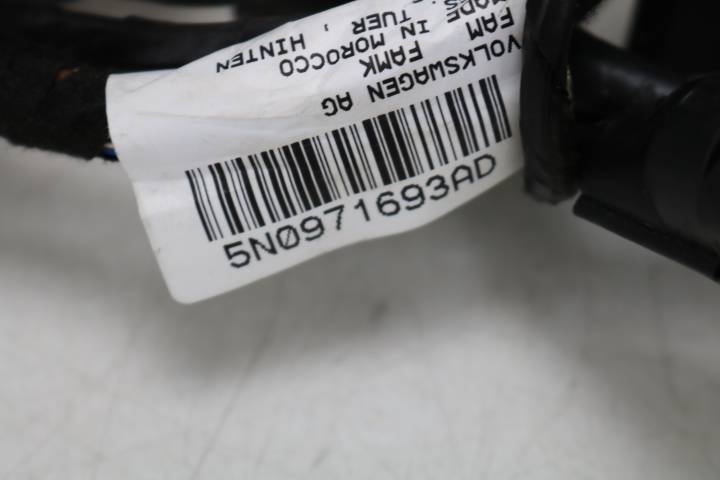 VOLKSWAGEN AG
FAM FAMK
MADE IN MOROCCO
TUER , HINTEN
5N0971693AD